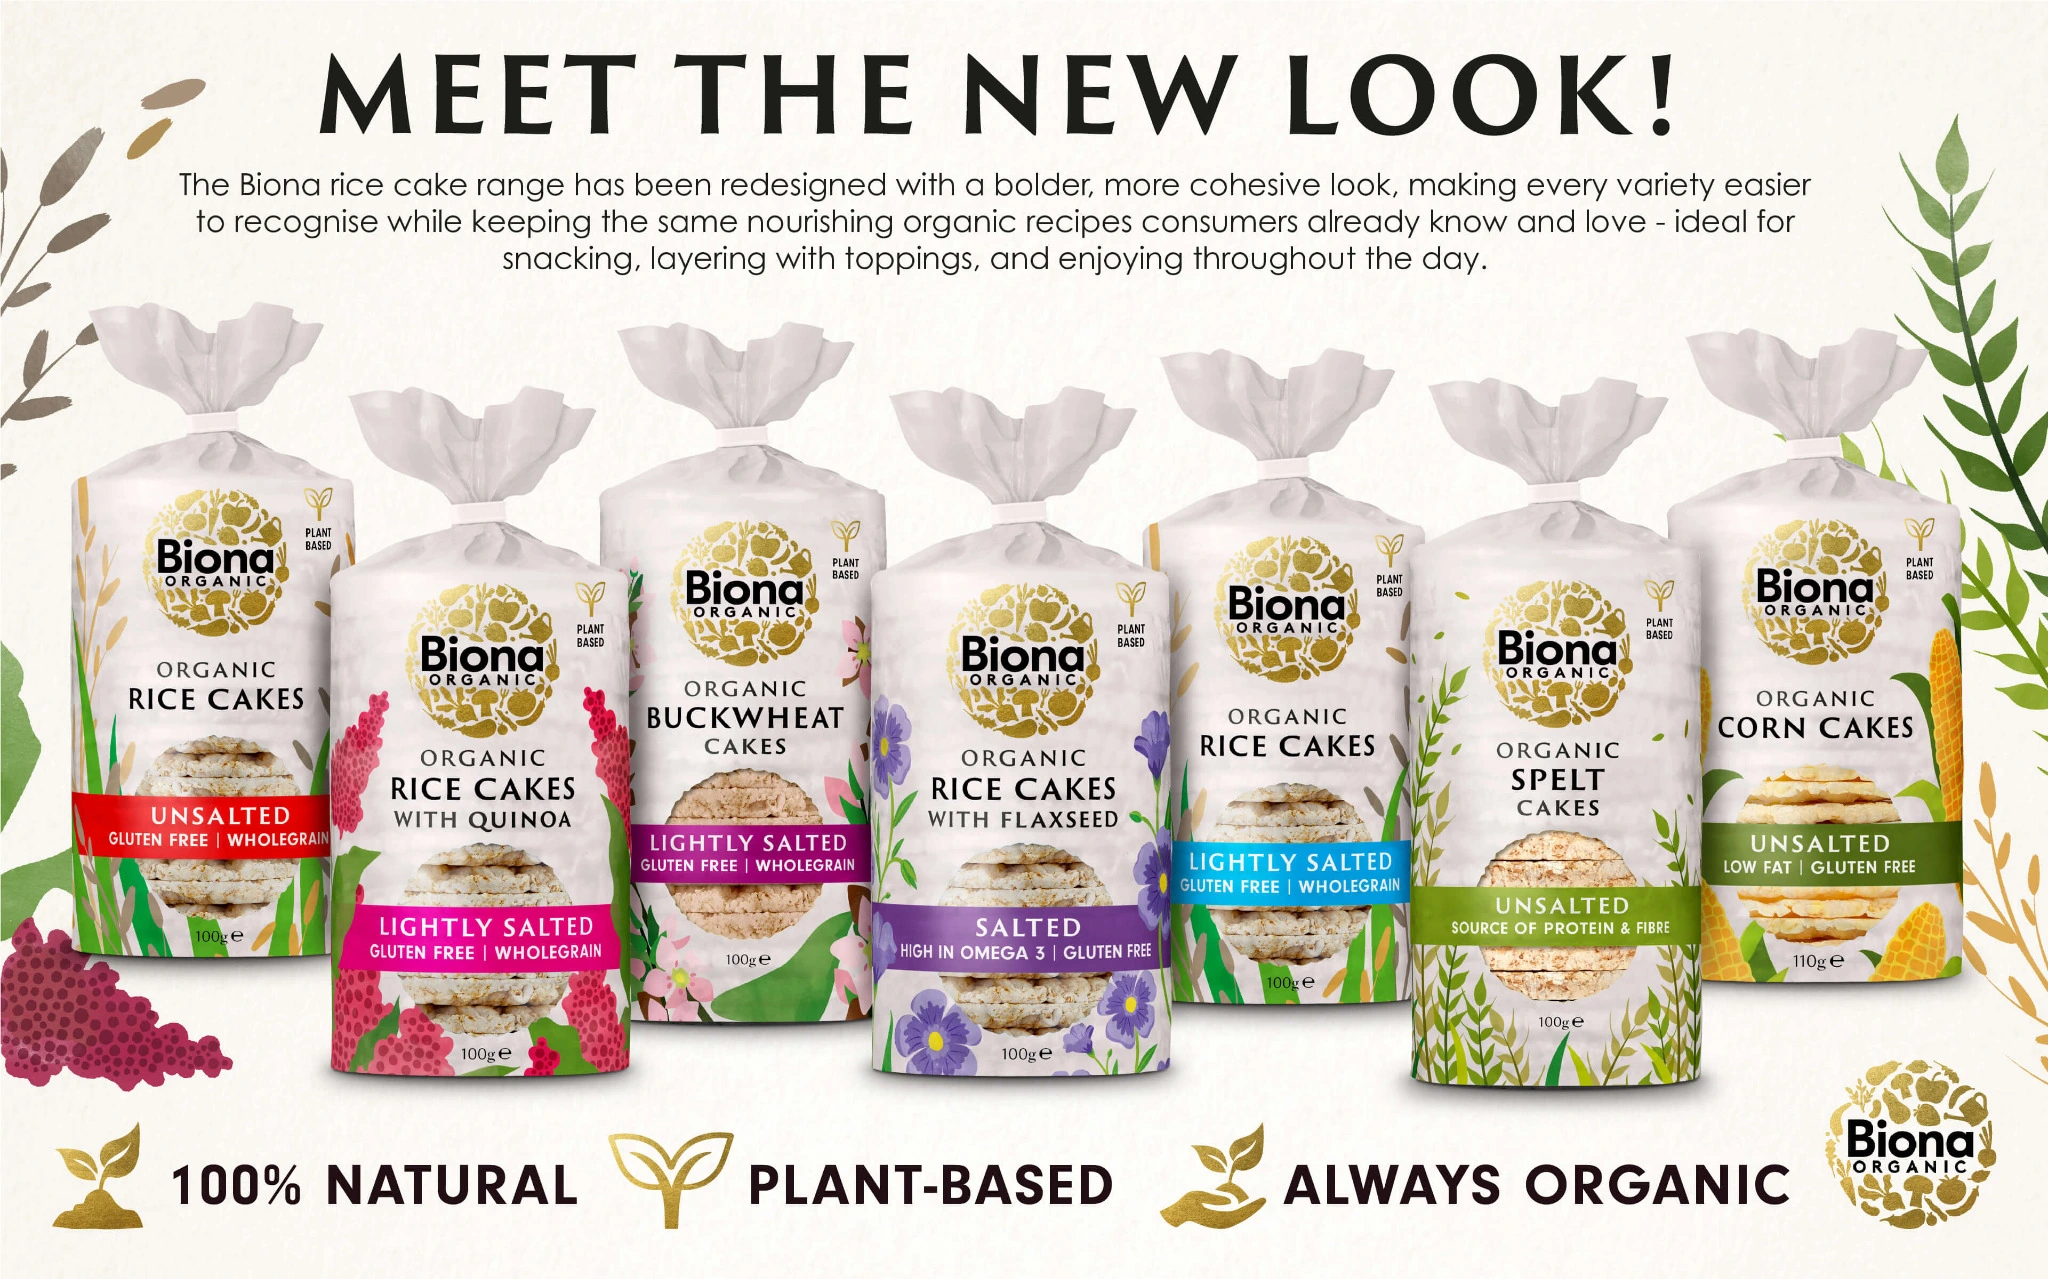 MEET THE NEW LOOK!
The Biona rice cake range has been redesigned with a bolder, more cohesive look, making every variety easier
to recognise while keeping the same nourishing organic recipes consumers already know and love - ideal for
snacking, layering with toppings, and enjoying throughout the day.
Biona
ORGANIC
PLANT
BASED
ORGANIC
RICE CAKES
UNSALTED
GLUTEN FREE | WHOLEGRAIN
100g e
Biona
ORGANIC
PLANT
BASED
ORGANIC
RICE CAKES
WITH QUINOA
LIGHTLY SALTED
GLUTEN FREE | WHOLEGRAIN
100g e
Biona
ORGANIC
PLANT
BASED
ORGANIC
BUCKWHEAT
CAKES
LIGHTLY SALTED
GLUTEN FREE | WHOLEGRAIN
100g e
Biona
ORGANIC
PLANT
BASED
ORGANIC
RICE CAKES
WITH FLAXSEED
SALTED
HIGH IN OMEGA 3 | GLUTEN FREE
100g e
Biona
ORGANIC
PLANT
BASED
ORGANIC
RICE CAKES
LIGHTLY SALTED
GLUTEN FREE | WHOLEGRAIN
100g e
Biona
ORGANIC
PLANT
BASED
ORGANIC
SPELT
CAKES
UNSALTED
SOURCE OF PROTEIN & FIBRE
100g e
Biona
ORGANIC
PLANT
BASED
ORGANIC
CORN CAKES
UNSALTED
LOW FAT | GLUTEN FREE
110g e
100% NATURAL
PLANT-BASED
ALWAYS ORGANIC
Biona
ORGANIC